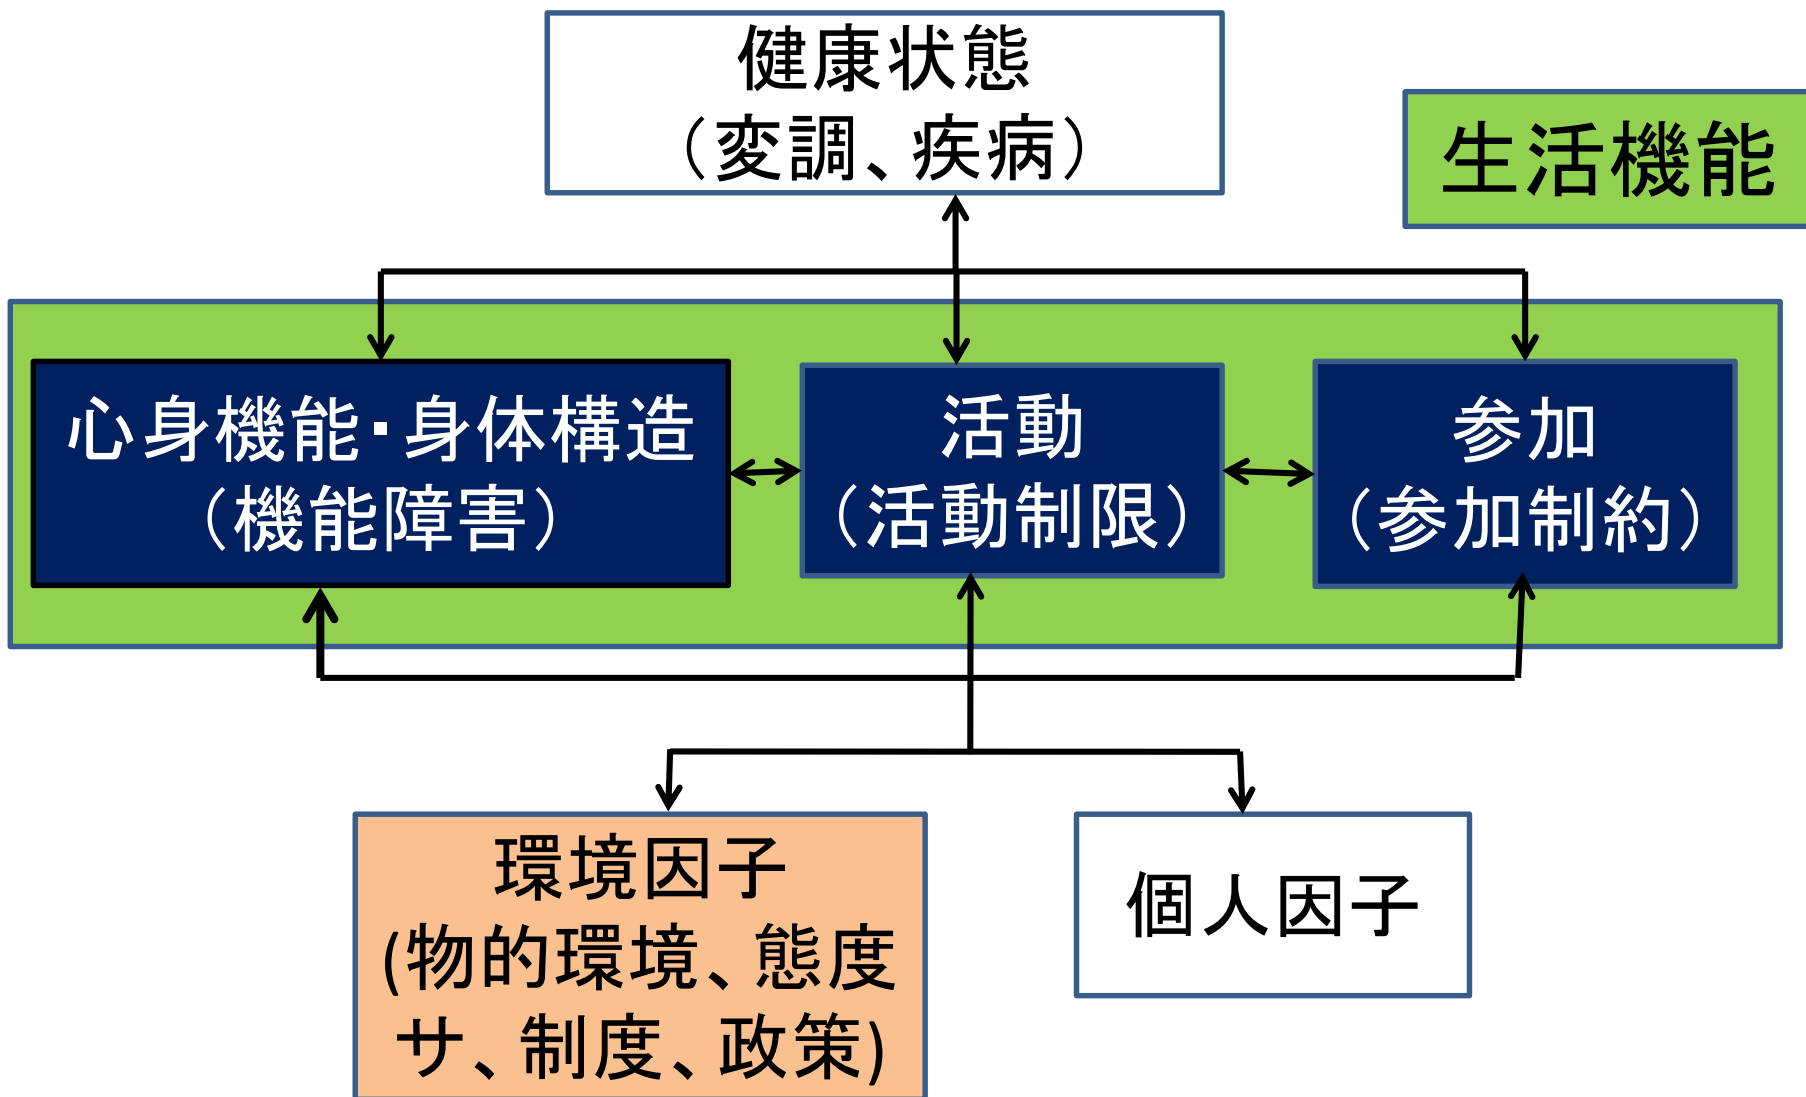 健康状態
（変調、疾病）
生活機能
心身機能・身体構造
（機能障害）
活動
（活動制限）
参加
（参加制約）
環境因子
(物的環境、態度
サ、制度、政策)
個人因子